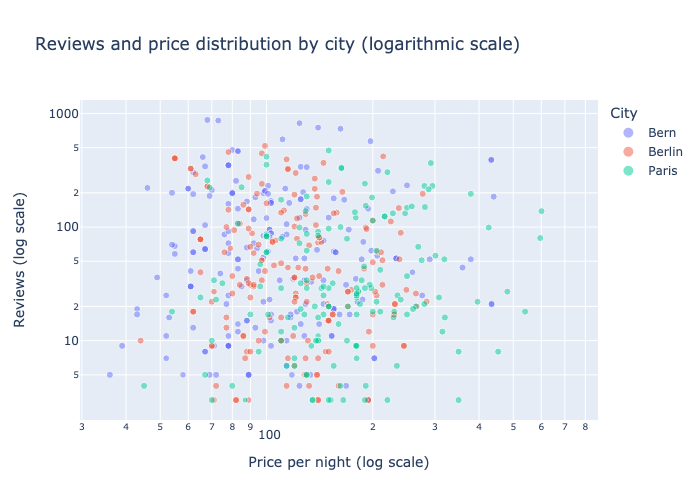 Reviews and price distribution by city (logarithmic scale)
City
Bern
Berlin
Paris
1000
5
2
100
5
2
10
5
3 4 5 6 7 8 9 100 2 3 4 5 6 7 8
Reviews (log scale)
Price per night (log scale)